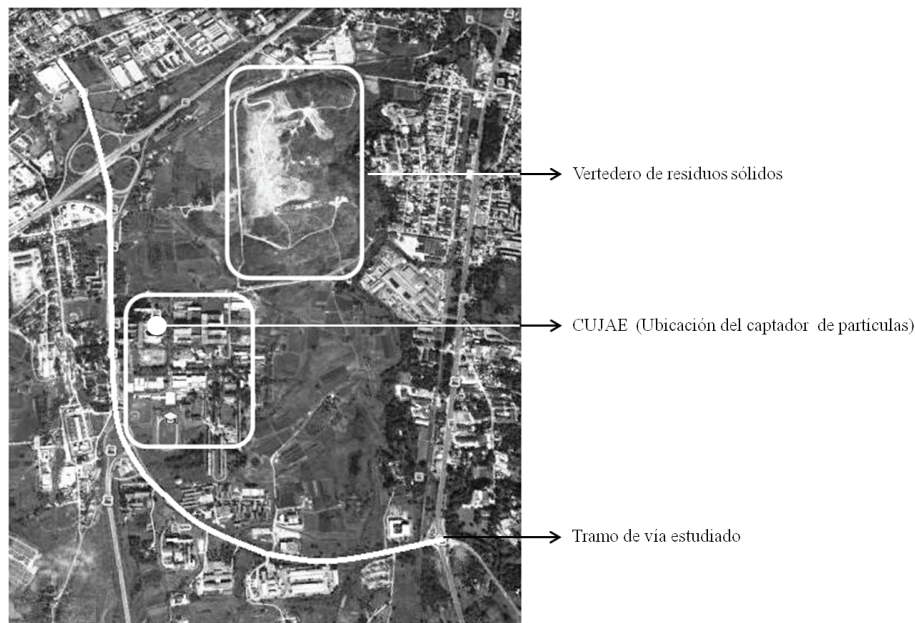 Vertedero de residuos sólidos
CUJAE (Ubicación del captador de partículas)
Tramo de vía estudiado